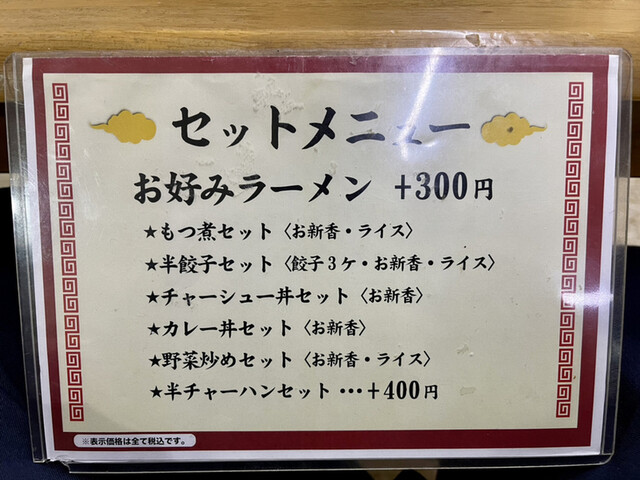 セットメニュー
お好みラーメン +300円
★もつ煮セット〈お新香・ライス〉
★半餃子セット〈餃子3ケ・お新香・ライス〉
★チャーシュー丼セット〈お新香〉
★カレー丼セット〈お新香〉
★野菜炒めセット〈お新香・ライス〉
★半チャーハンセット…+400円
※表示価格は全て税込です。